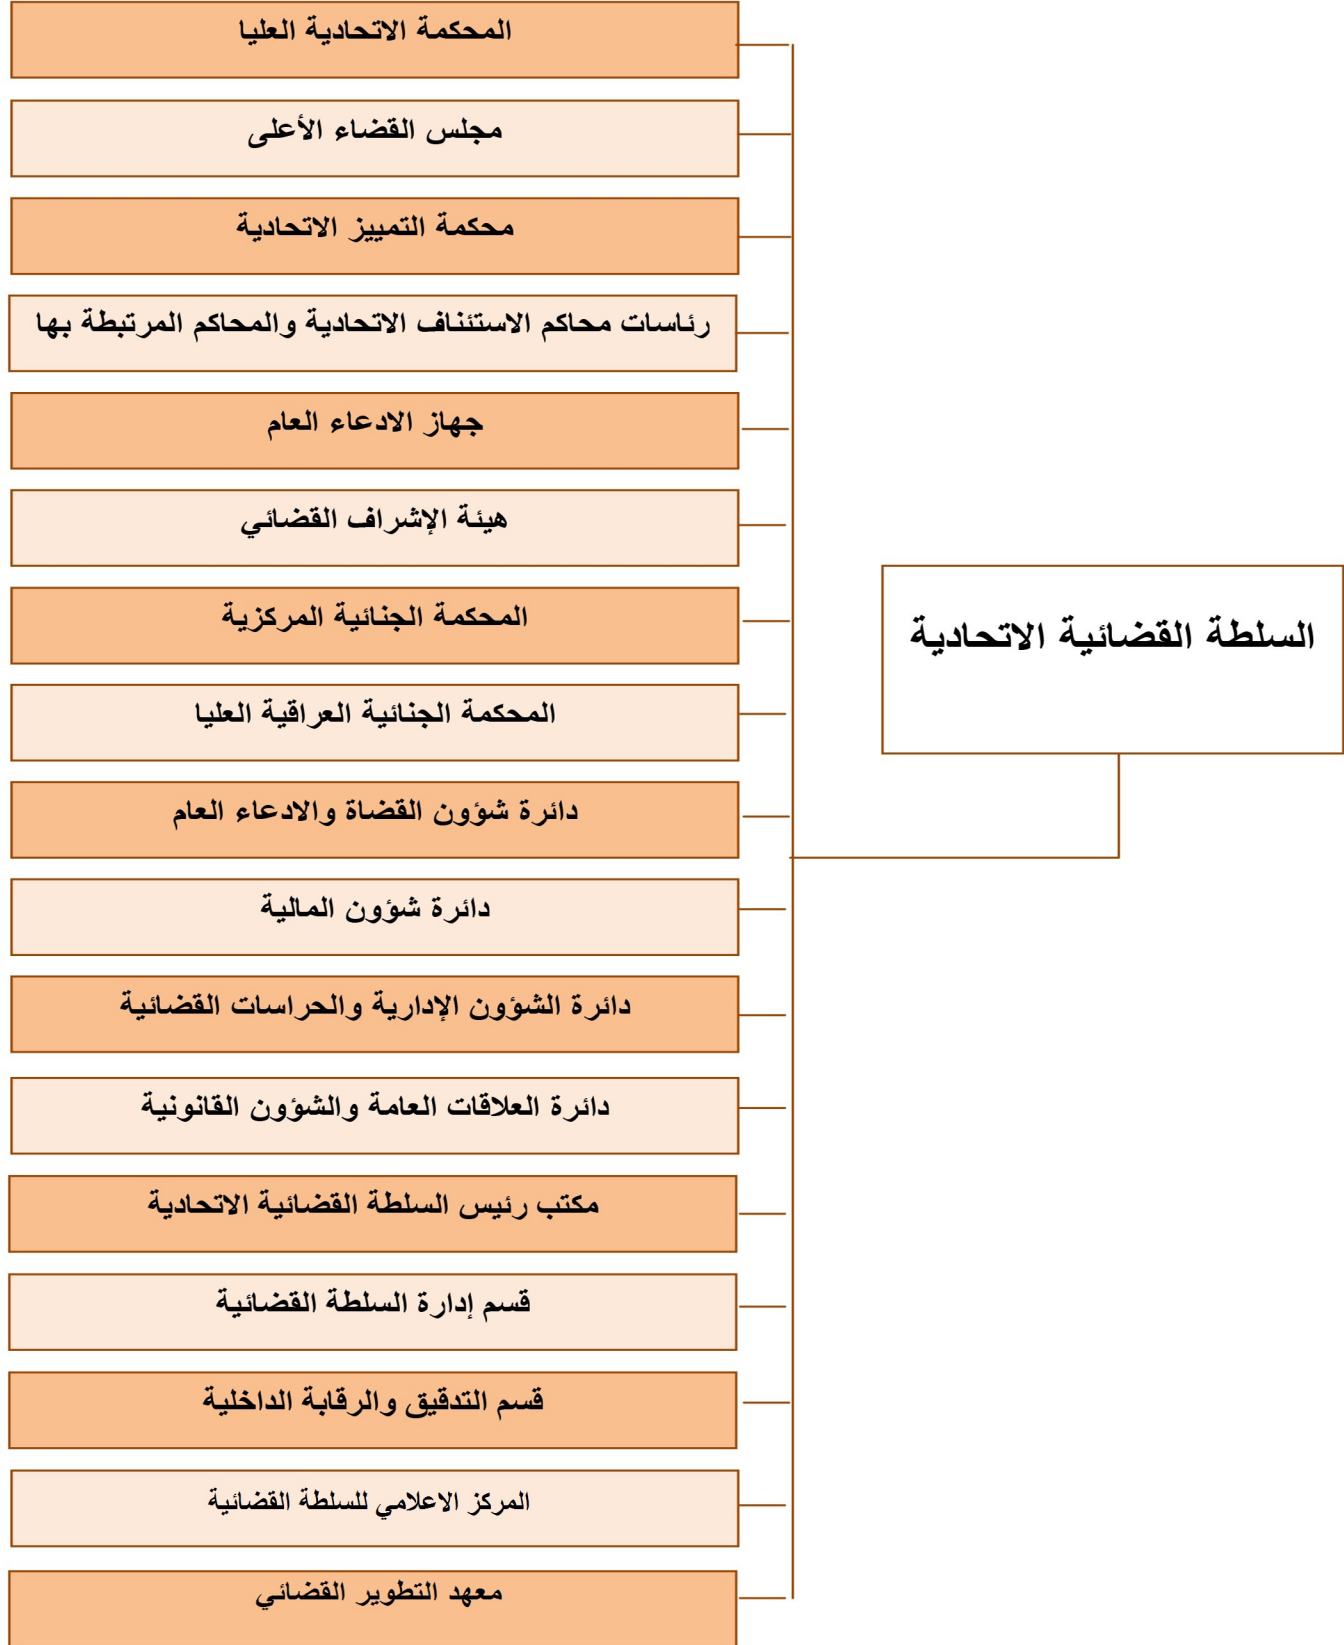 السلطة القضائية الاتحادية
المحكمة الاتحادية العليا
مجلس القضاء الأعلى
محكمة التمييز الاتحادية
رئاسات محاكم الاستئناف الاتحادية والمحاكم المرتبطة بها
جهاز الادعاء العام
هيئة الإشراف القضائي
المحكمة الجنائية المركزية
المحكمة الجنائية العراقية العليا
دائرة شؤون القضاة والادعاء العام
دائرة شؤون المالية
دائرة الشؤون الإدارية والحراسات القضائية
دائرة العلاقات العامة والشؤون القانونية
مكتب رئيس السلطة القضائية الاتحادية
قسم إدارة السلطة القضائية
قسم التدقيق والرقابة الداخلية
المركز الاعلامي للسلطة القضائية
معهد التطوير القضائي